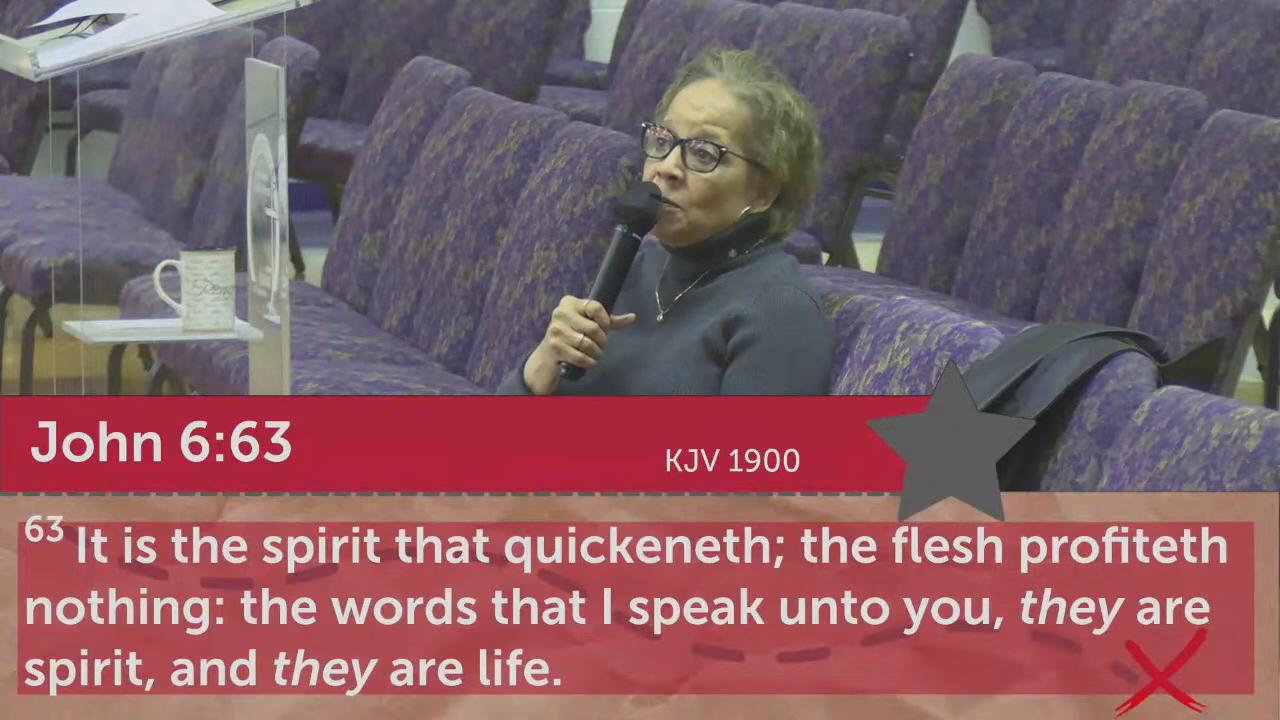 John 6:63
KJV 1900
63 It is the spirit that quickeneth; the flesh profiteth
nothing: the words that I speak unto you, they are
spirit, and they are life.